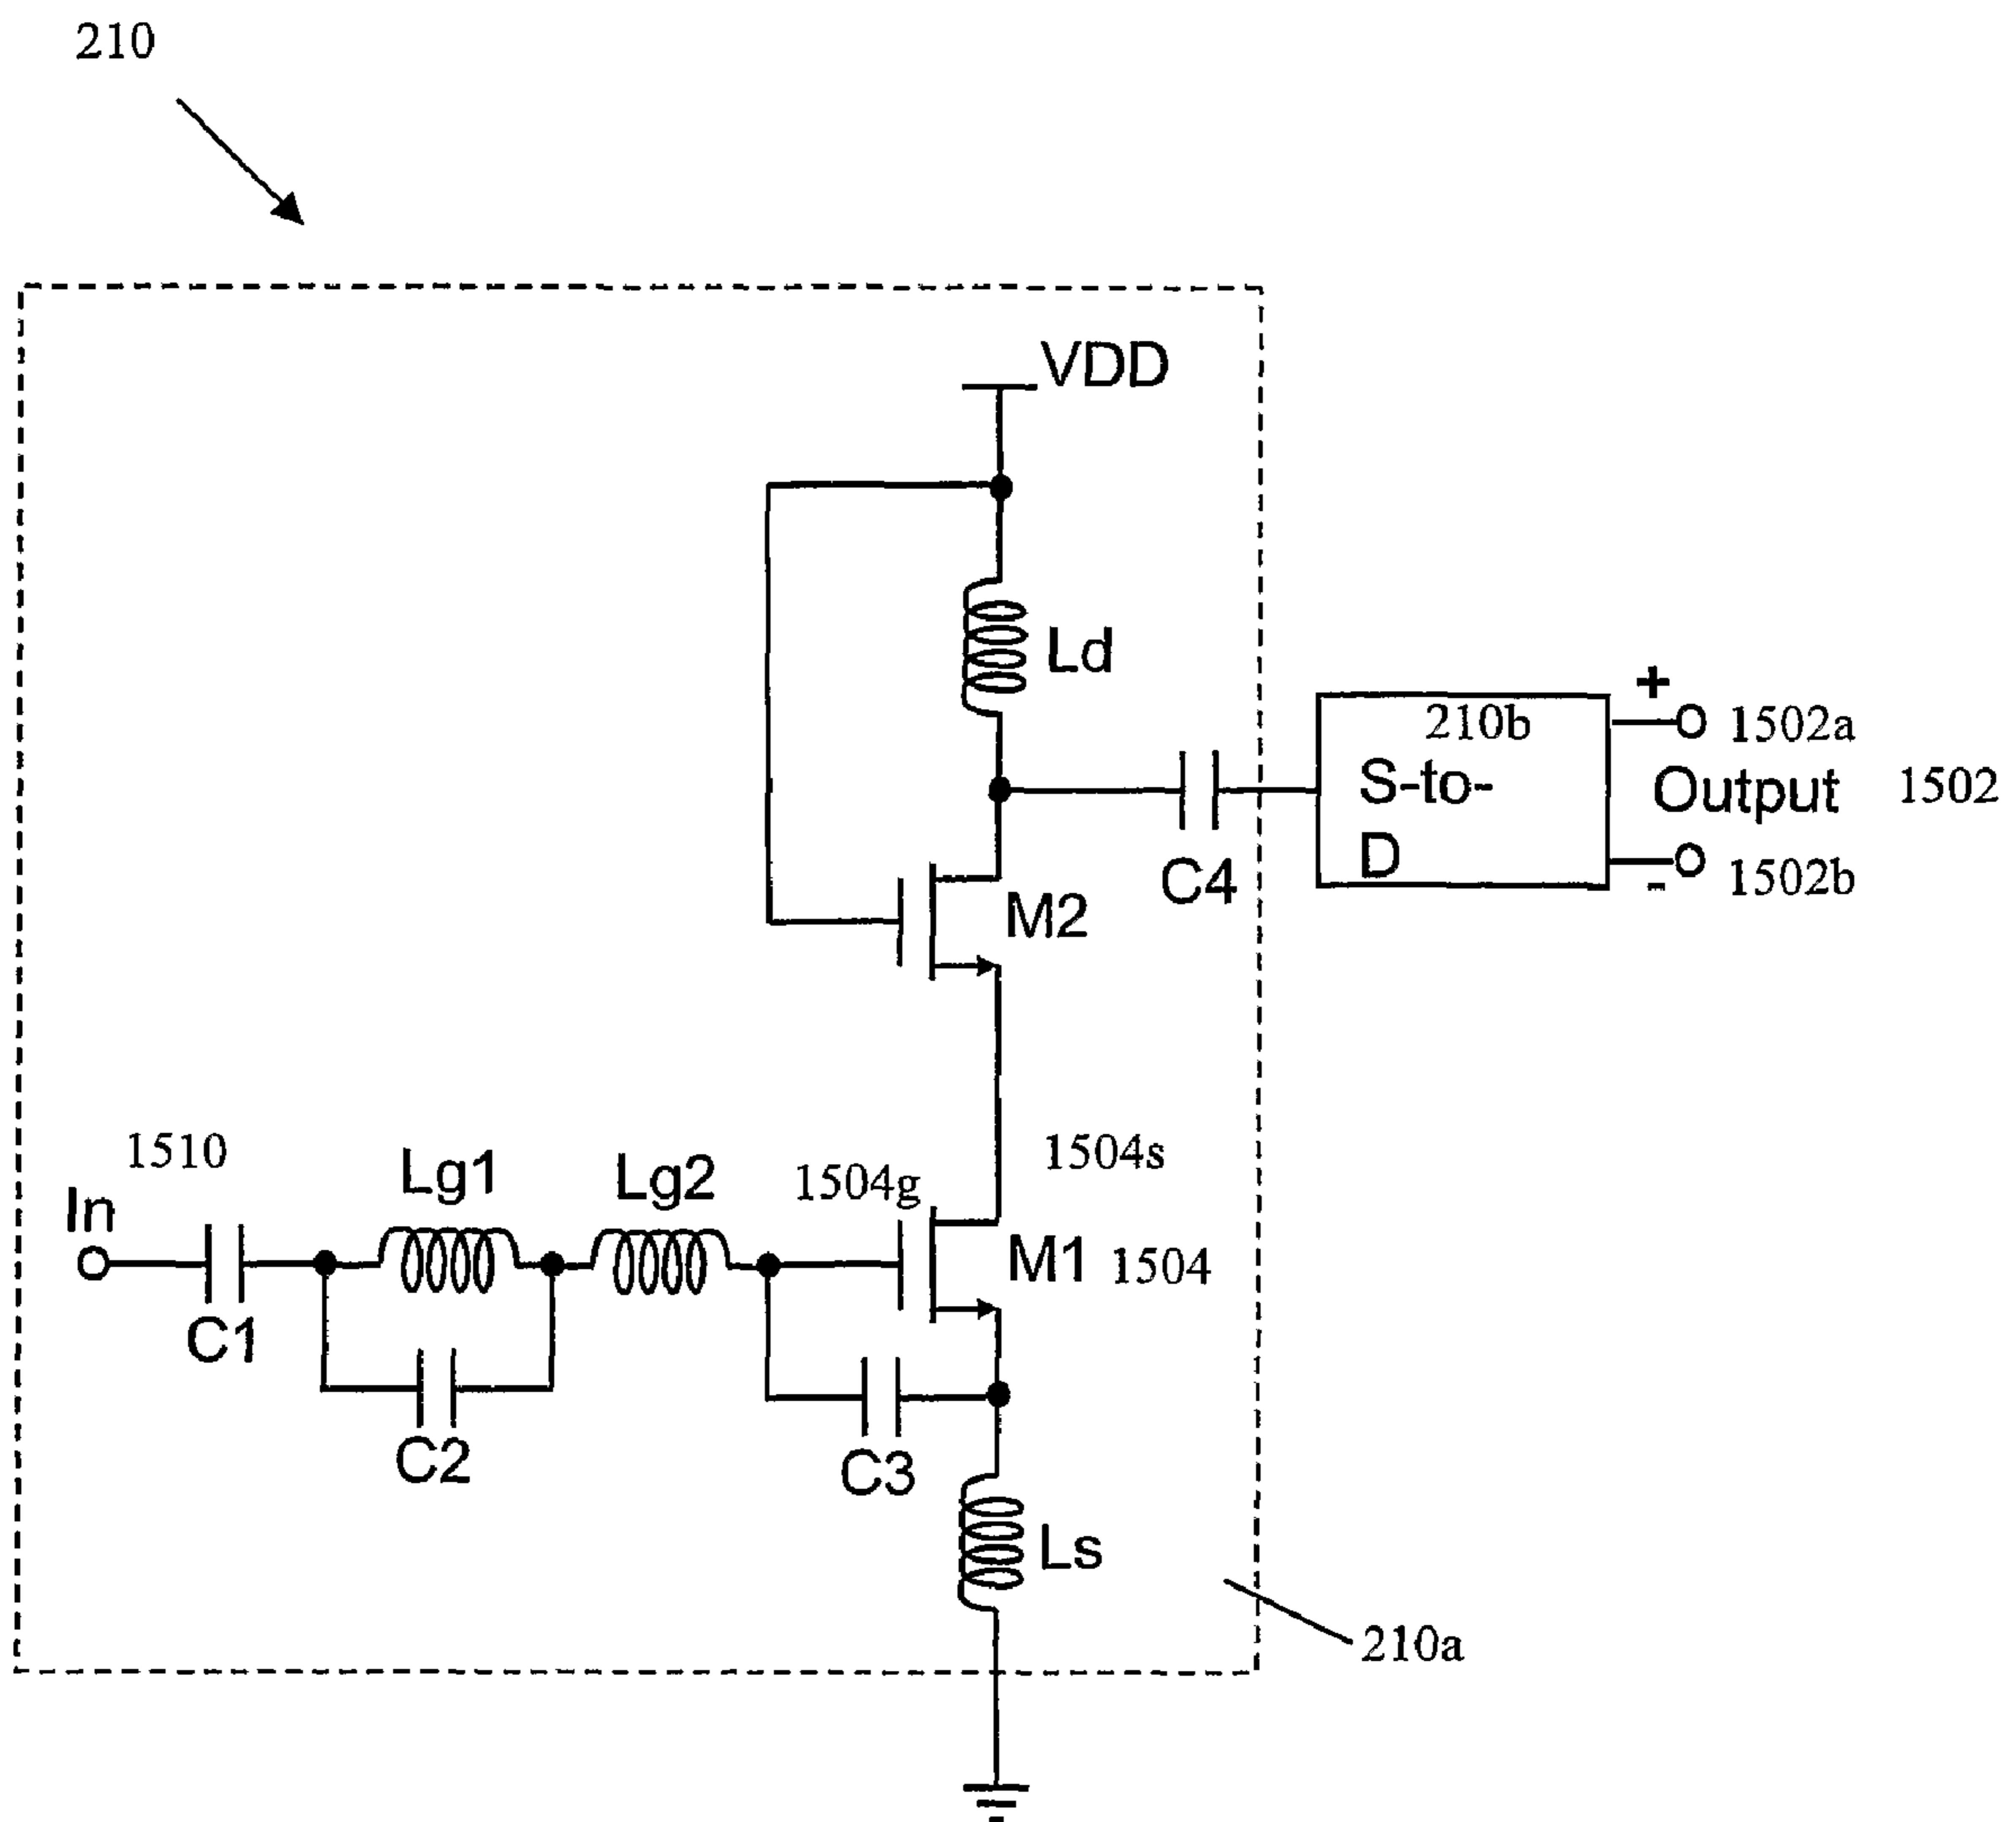 210
VDD
Ld
210b
S-to-
D
+
1502a
Output 1502
-
1502b
C4
M2
1510
In
Lg1
Lg2
1504g
1504s
M1 1504
C1
C2
C3
Ls
210a